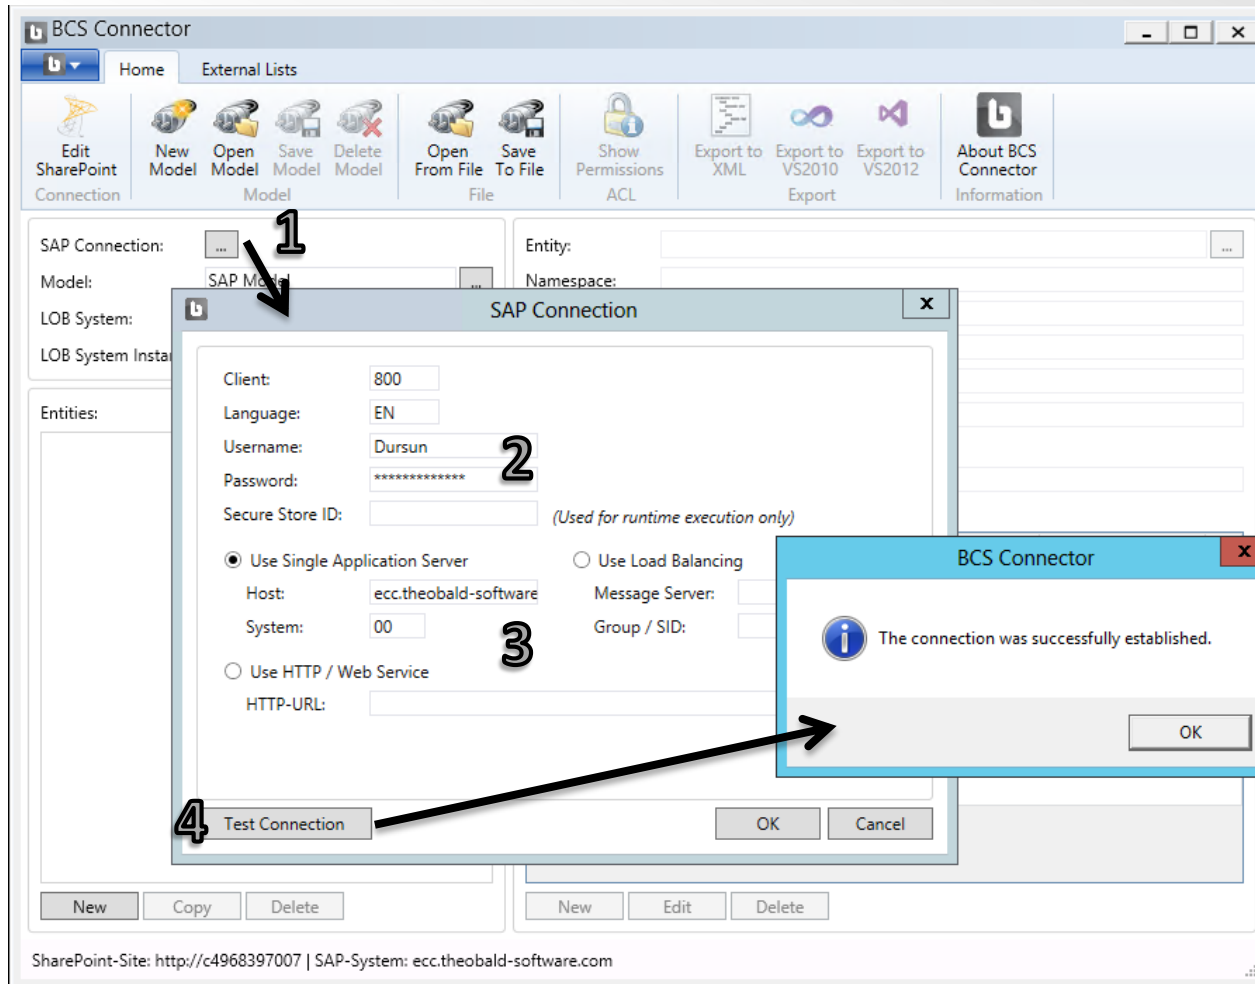 BCS Connector
Home External Lists
Edit SharePoint
New Model
Open Model
Save Model
Delete Model
Open From File
Save To File
Show Permissions
Export to XML
Export to VS2010
Export to VS2012
About BCS Connector
Connection Model File ACL Export Information
SAP Connection: ... 1
Model: SAP Model ...
LOB System:
LOB System Insta
Entities:
Entity: ...
Namespace:
SAP Connection x
Client: 800
Language: EN
Username: Dursun
Password: *************
2
Secure Store ID: (Used for runtime execution only)
Use Single Application Server
Host: ecc.theobald-software
System: 00
3
Use Load Balancing
Message Server:
Group / SID:
Use HTTP / Web Service
HTTP-URL:
4 Test Connection OK Cancel
BCS Connector x
The connection was successfully established.
OK
New Copy Delete
New Edit Delete
SharePoint-Site: http://c4968397007 | SAP-System: ecc.theobald-software.com